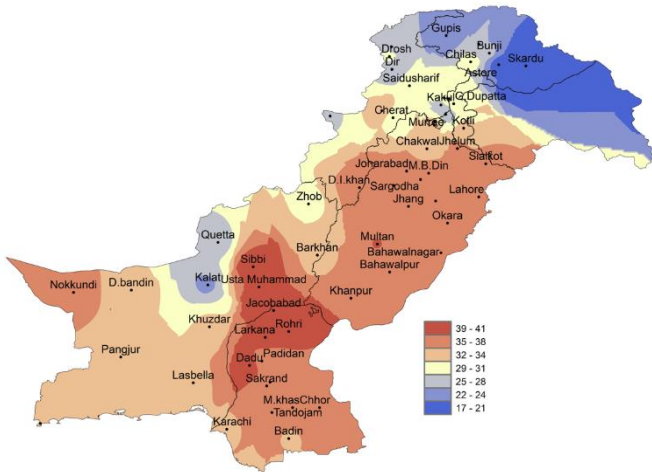 Gupis
Drosh
Bunji
Chilas
Dir
Skardu
Astore
Saidusharif
Kakul
G.Dupatta
Cherat
Murree
Kotli
Chakwal
Jhelum
Sialkot
Joharabad
M.B.Din
D.I.khan
Sargodha
Lahore
Zhob
Jhang
Okara
Quetta
Multan
Barkhan
Bahawalnagar
Sibbi
Bahawalpur
Kalat
Usta Muhammad
Nokkundi
D.bandin
Khanpur
Jacobabad
Khuzdar
Rohri
Larkana
Pangjur
Padidan
Dadu
Lasbella
Sakrand
M.khas
Chhor
Tandojam
Karachi
Badin
39 - 41
35 - 38
32 - 34
29 - 31
25 - 28
22 - 24
17 - 21